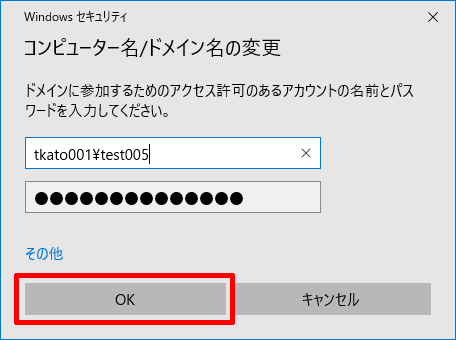 Windows セキュリティ
コンピューター名/ドメイン名の変更
ドメインに参加するためのアクセス許可のあるアカウントの名前とパス
ワードを入力してください。
tkato001¥test005
●●●●●●●●●●●●●●
その他
OK
キャンセル